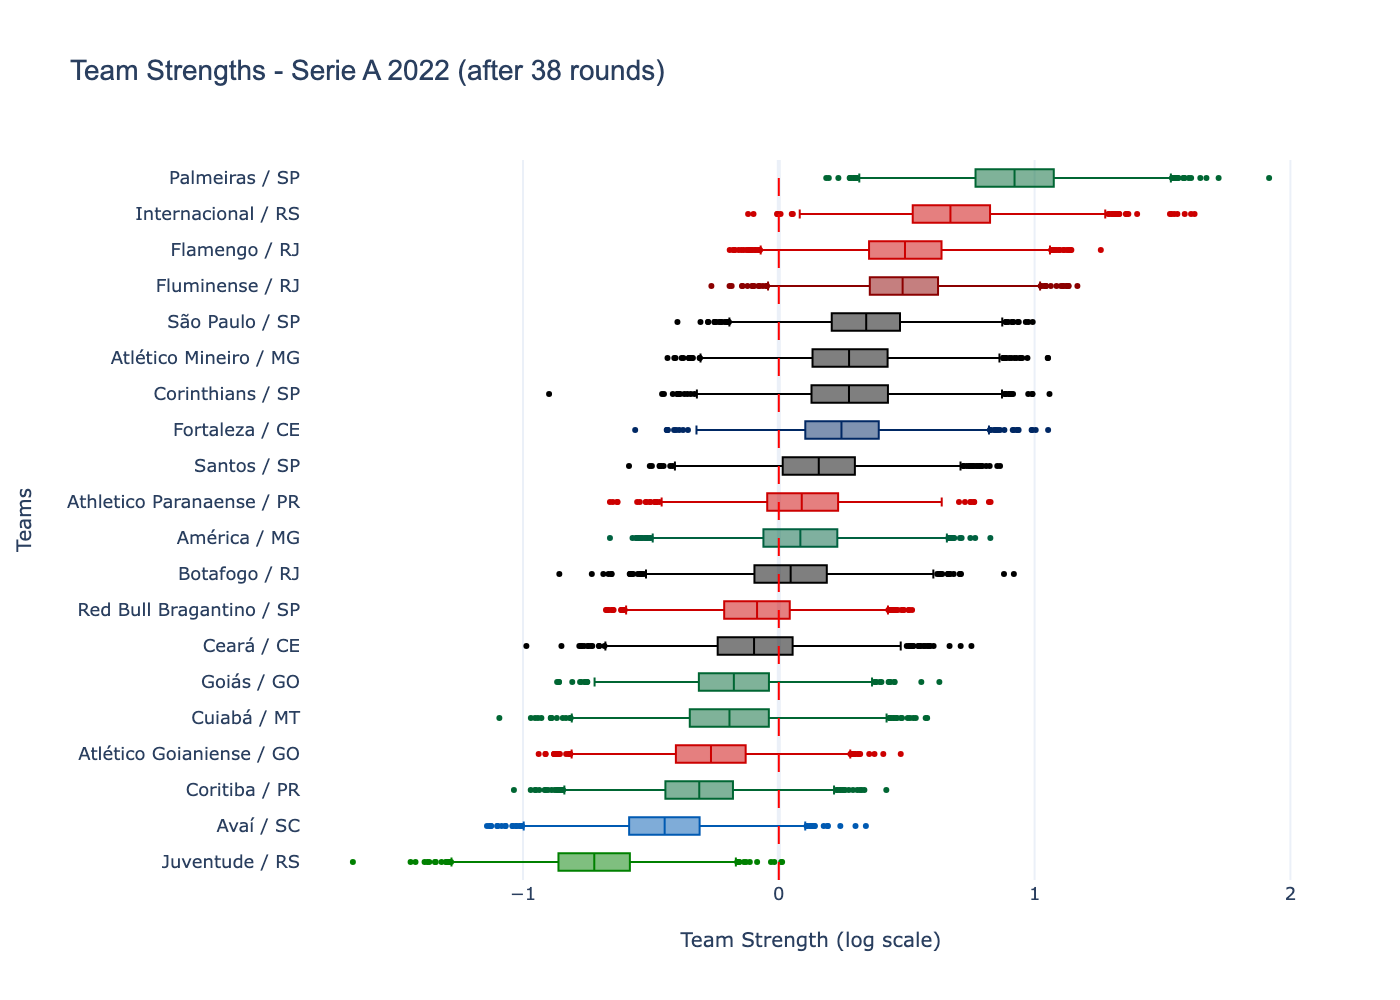 Team Strengths - Serie A 2022 (after 38 rounds)
Palmeiras / SP
Internacional / RS
Flamengo / RJ
Fluminense / RJ
São Paulo / SP
Atlético Mineiro / MG
Corinthians / SP
Fortaleza / CE
Santos / SP
Athletico Paranaense / PR
América / MG
Botafogo / RJ
Red Bull Bragantino / SP
Ceará / CE
Goiás / GO
Cuiabá / MT
Atlético Goianiense / GO
Coritiba / PR
Avaí / SC
Juventude / RS
Teams
−1 0 1 2
Team Strength (log scale)